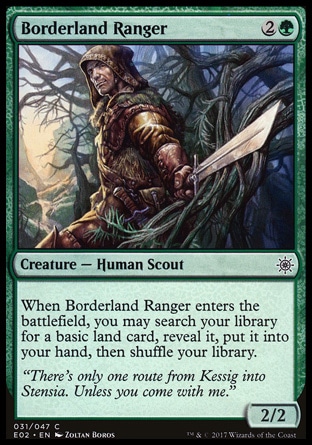 Borderland Ranger 2
Creature — Human Scout
When Borderland Ranger enters the
battlefield, you may search your library
for a basic land card, reveal it, put it into
your hand, then shuffle your library.
"There's only one route from Kessig into
Stensia. Unless you come with me."
2/2
031/047 C
E02 • EN ZOLTAN BOROS
™ & © 2017 Wizards of the Coast